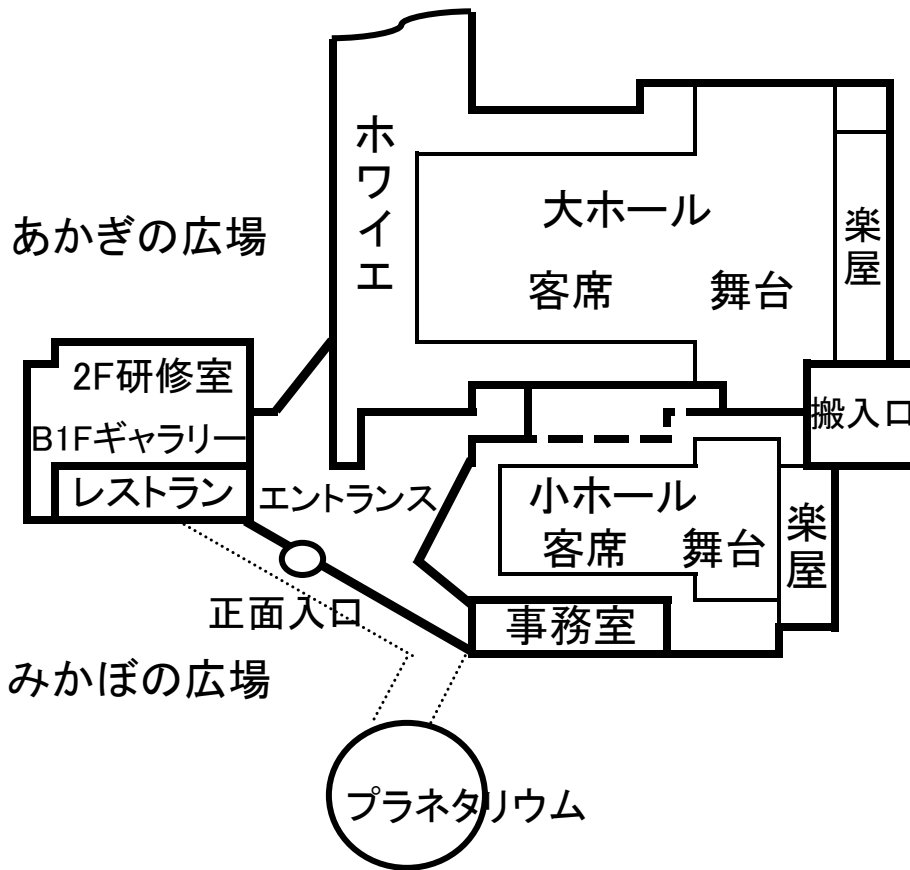 ホワイエ
大ホール
客席 舞台
楽屋
あかぎの広場
2F研修室
B1Fギャラリー
レストラン
搬入口
エントランス
小ホール
客席 舞台
楽屋
正面入口
事務室
みかぼの広場
プラネタリウム